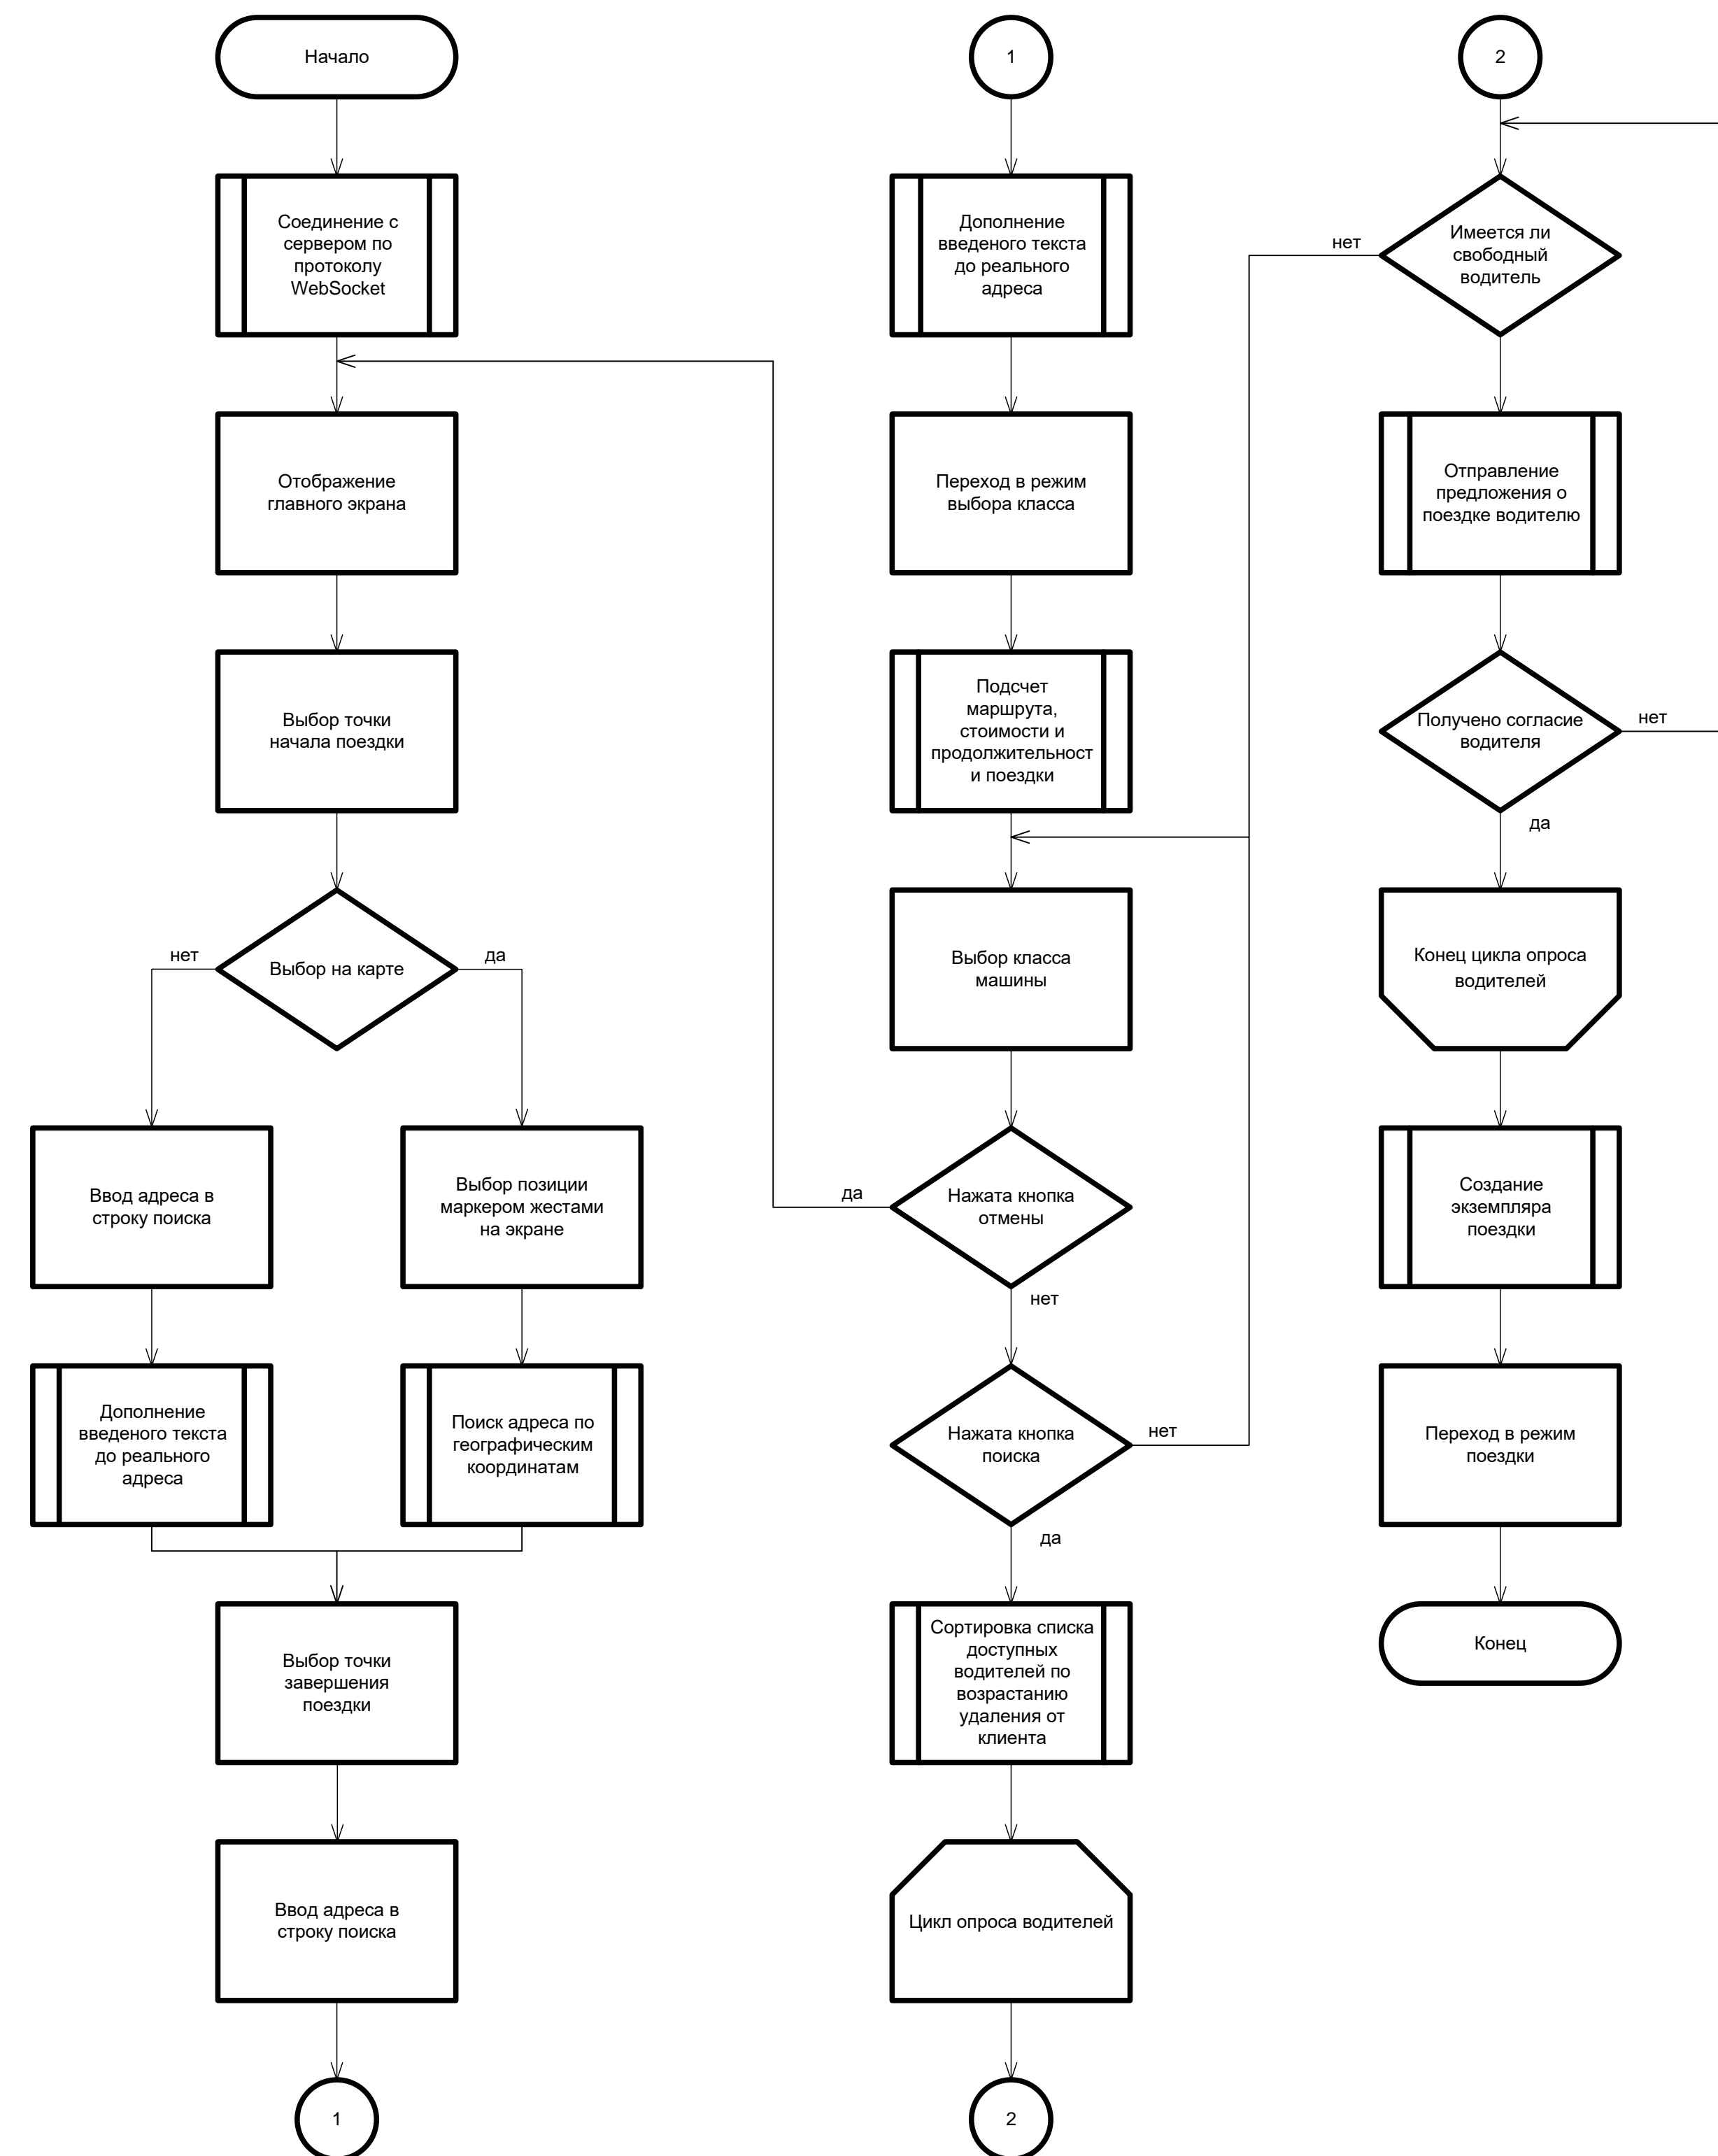 Начало
Соединение с
сервером по
протоколу
WebSocket
Отображение
главного экрана
Выбор точки
начала поездки
Выбор на карте
нет
да
Ввод адреса в
строку поиска
Выбор позиции
маркером жестами
на экране
Дополнение
введеного текста
до реального
адреса
Поиск адреса по
географическим
координатам
Выбор точки
завершения
поездки
Ввод адреса в
строку поиска
1
1
Дополнение
введеного текста
до реального
адреса
Переход в режим
выбора класса
Подсчет
маршрута,
стоимости и
продолжительност
и поездки
Выбор класса
машины
Нажата кнопка
отмены
да
нет
Нажата кнопка
поиска
нет
да
Сортировка списка
доступных
водителей по
возрастанию
удаления от
клиента
Цикл опроса водителей
2
2
Имеется ли
свободный
водитель
нет
Отправление
предложения о
поездке водителю
Получено согласие
водителя
нет
да
Конец цикла опроса
водителей
Создание
экземпляра
поездки
Переход в режим
поездки
Конец